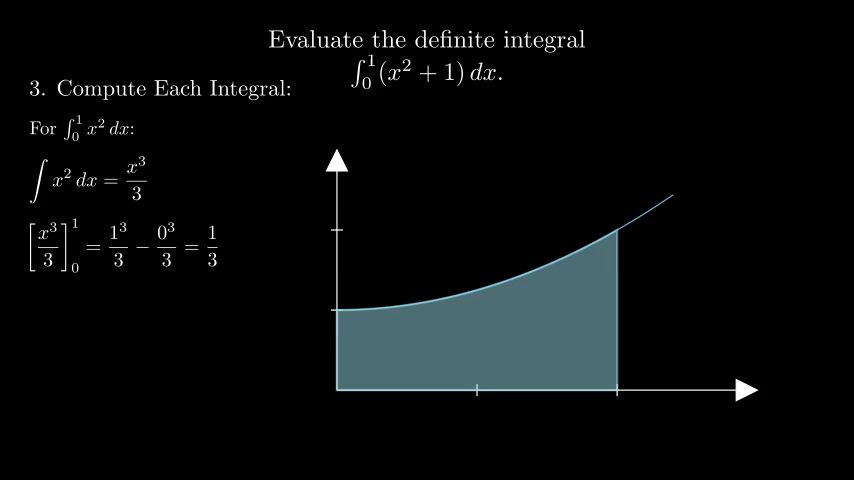 Evaluate the definite integral
∫₀¹(x² + 1) dx.
3. Compute Each Integral:
For ∫₀¹ x² dx:
∫ x² dx = x³/3
[x³/3]₀¹ = 1³/3 − 0³/3 = 1/3